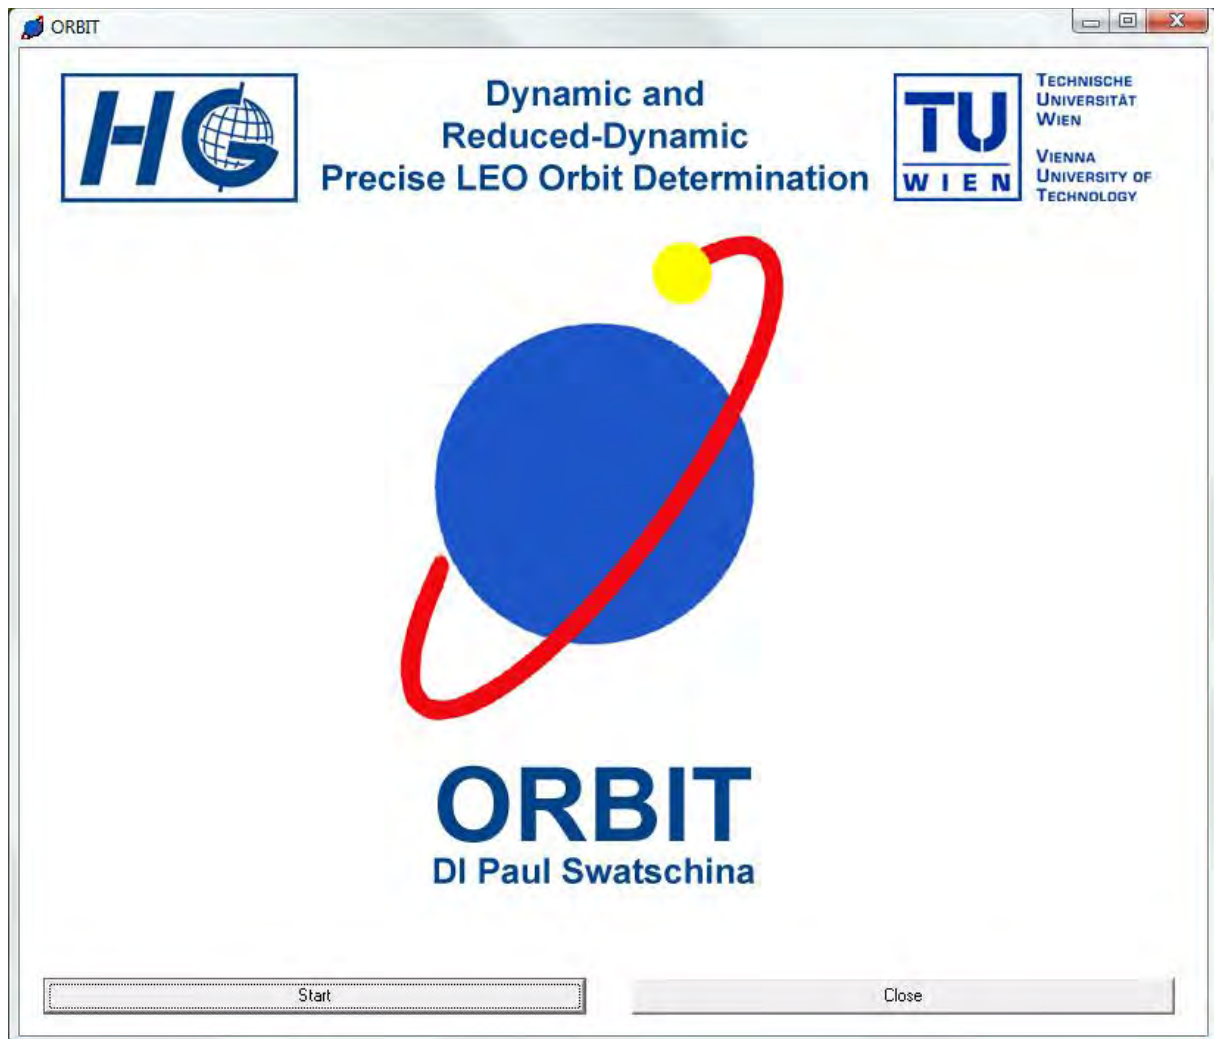 ORBIT
HG
Dynamic and
Reduced-Dynamic
Precise LEO Orbit Determination
TU
WIEN
TECHNISCHE
UNIVERSITÄT
WIEN
VIENNA
UNIVERSITY OF
TECHNOLOGY
ORBIT
DI Paul Swatschina
Start
Close